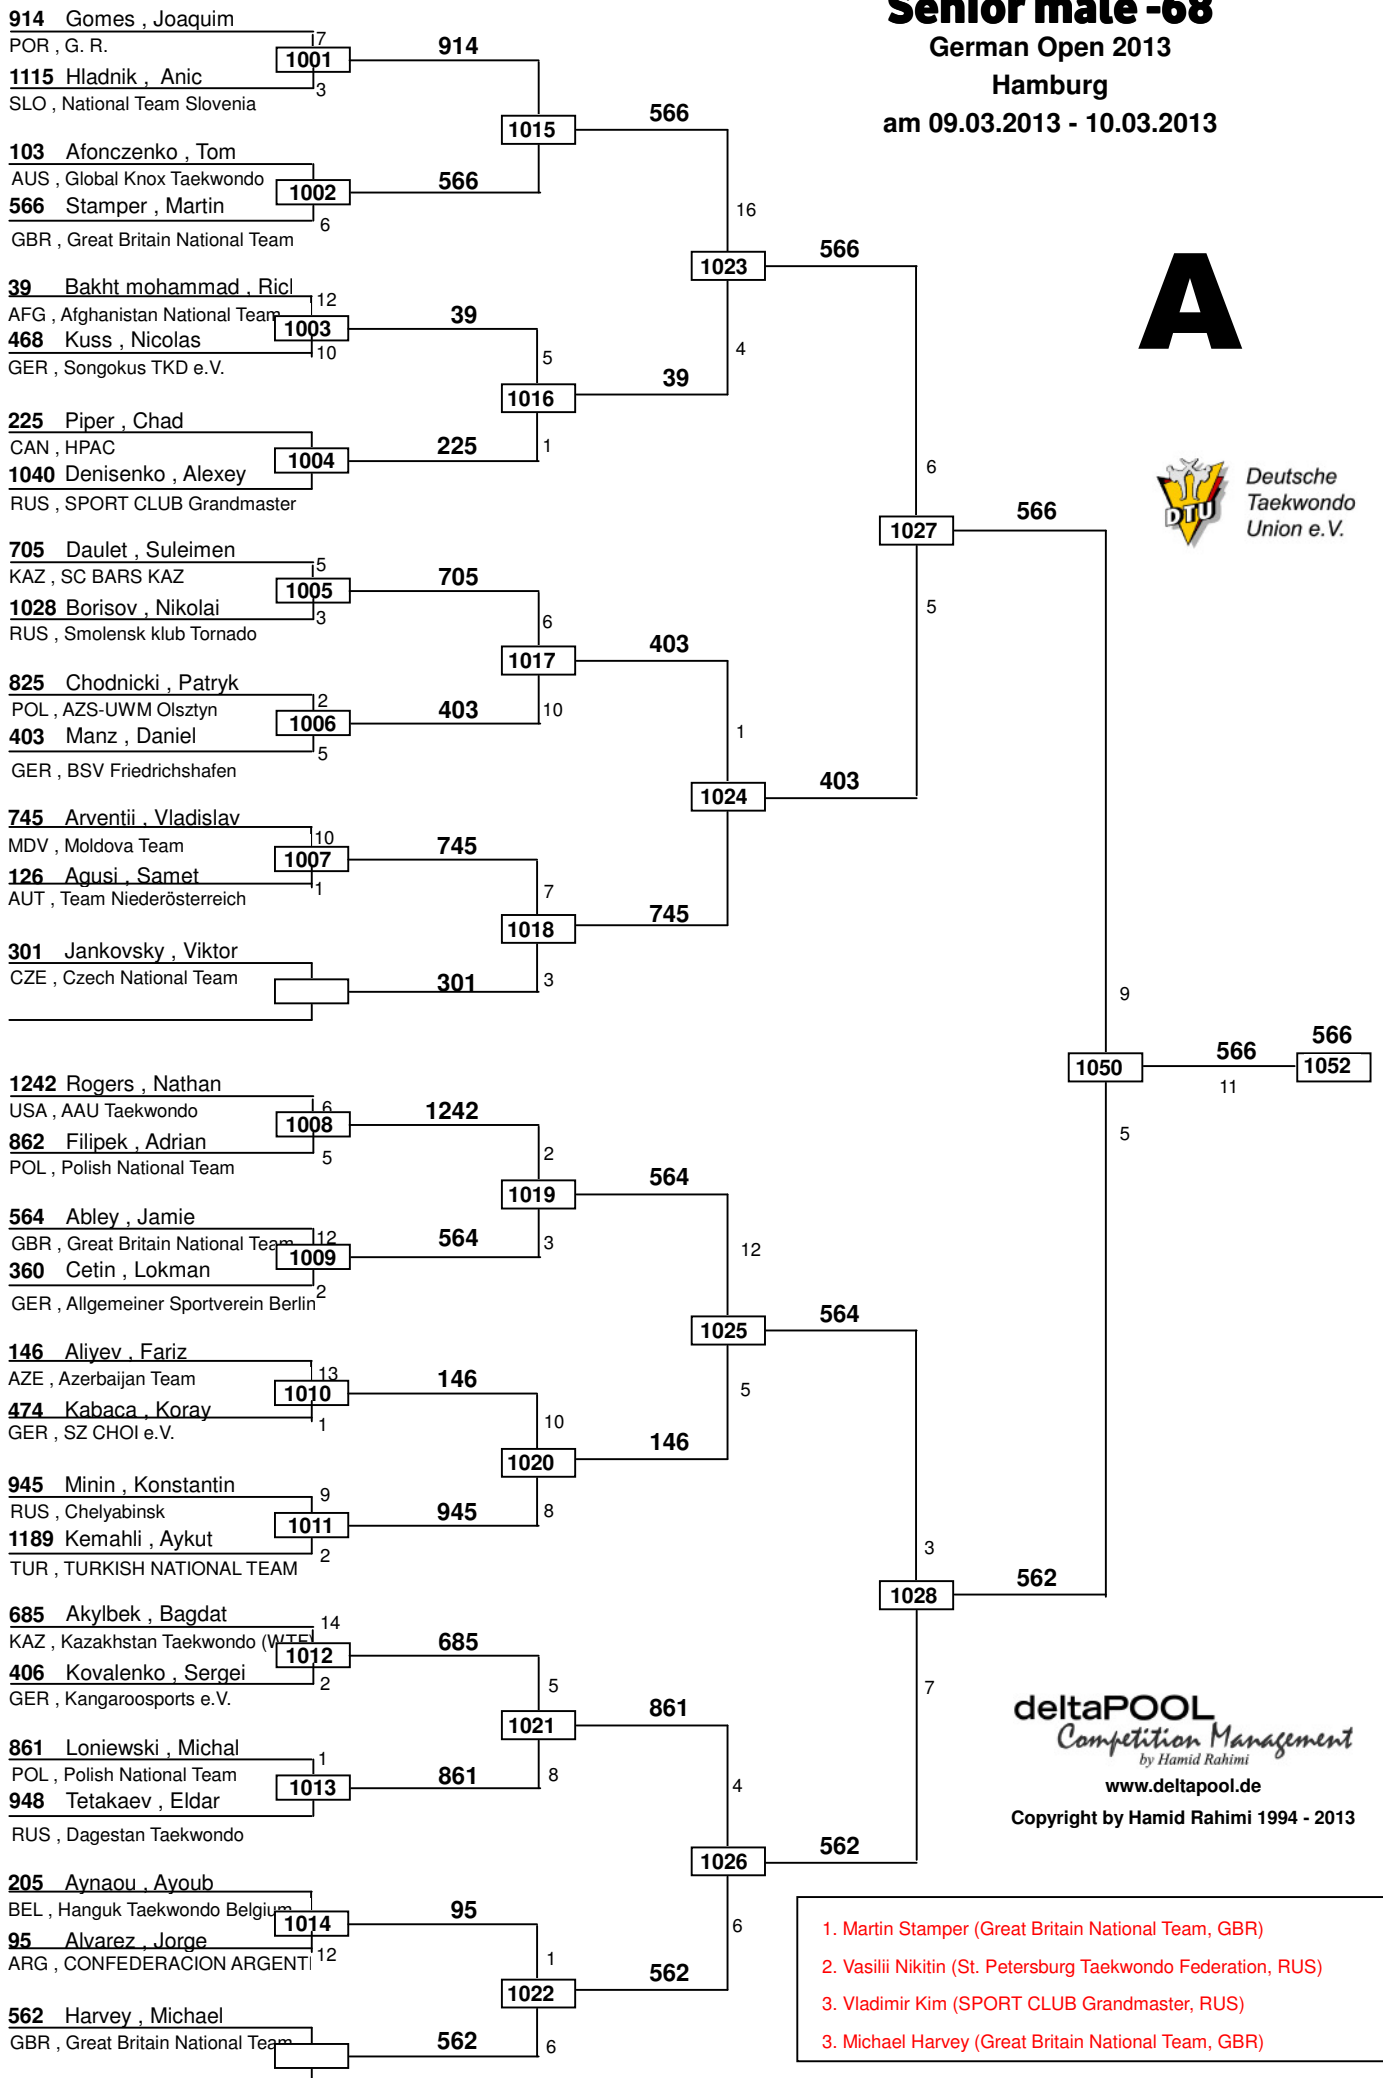 Senior male -68
German Open 2013
Hamburg
am 09.03.2013 - 10.03.2013
A
Deutsche
Taekwondo
Union e.V.
DTU
914 Gomes , Joaquim
POR , G. R.
7
1001
914
1115 Hladnik , Anic
3
SLO , National Team Slovenia
1015
566
103 Afonczenko , Tom
AUS , Global Knox Taekwondo
1002
566
566 Stamper , Martin
6
GBR , Great Britain National Team
16
1023
566
39 Bakht mohammad , Ricl
12
AFG , Afghanistan National Team
1003
39
468 Kuss , Nicolas
10
GER , Songokus TKD e.V.
5
4
1016
39
225 Piper , Chad
CAN , HPAC
1004
225
1
1040 Denisenko , Alexey
RUS , SPORT CLUB Grandmaster
6
1027
566
705 Daulet , Suleimen
5
KAZ , SC BARS KAZ
1005
705
1028 Borisov , Nikolai
3
RUS , Smolensk klub Tornado
6
5
1017
403
825 Chodnicki , Patryk
2
POL , AZS-UWM Olsztyn
1006
403
10
403 Manz , Daniel
5
GER , BSV Friedrichshafen
1
1024
403
745 Arventii , Vladislav
10
MDV , Moldova Team
1007
745
126 Agusi , Samet
1
AUT , Team Niederösterreich
7
1018
745
301 Jankovsky , Viktor
CZE , Czech National Team
301
3
9
1050
566
11
566
1052
5
1242 Rogers , Nathan
6
USA , AAU Taekwondo
1008
1242
862 Filipek , Adrian
5
POL , Polish National Team
2
1019
564
564 Abley , Jamie
12
GBR , Great Britain National Team
1009
564
3
360 Cetin , Lokman
2
GER , Allgemeiner Sportverein Berlin
12
1025
564
146 Aliyev , Fariz
13
AZE , Azerbaijan Team
1010
146
474 Kabaca , Koray
1
GER , SZ CHOI e.V.
10
5
1020
146
945 Minin , Konstantin
9
RUS , Chelyabinsk
1011
945
8
1189 Kemahli , Aykut
2
TUR , TURKISH NATIONAL TEAM
3
1028
562
685 Akylbek , Bagdat
14
KAZ , Kazakhstan Taekwondo (WTF)
1012
685
406 Kovalenko , Sergei
2
GER , Kangaroosports e.V.
5
7
1021
861
861 Loniewski , Michal
1
POL , Polish National Team
1013
861
8
948 Tetakaev , Eldar
RUS , Dagestan Taekwondo
4
1026
562
205 Aynaou , Ayoub
BEL , Hanguk Taekwondo Belgium
1014
95
95 Alvarez , Jorge
12
ARG , CONFEDERACION ARGENTI
1
6
1022
562
562 Harvey , Michael
GBR , Great Britain National Team
562
6
deltaPOOL
Competition Management
by Hamid Rahimi
www.deltapool.de
Copyright by Hamid Rahimi 1994 - 2013
1. Martin Stamper (Great Britain National Team, GBR)
2. Vasilii Nikitin (St. Petersburg Taekwondo Federation, RUS)
3. Vladimir Kim (SPORT CLUB Grandmaster, RUS)
3. Michael Harvey (Great Britain National Team, GBR)